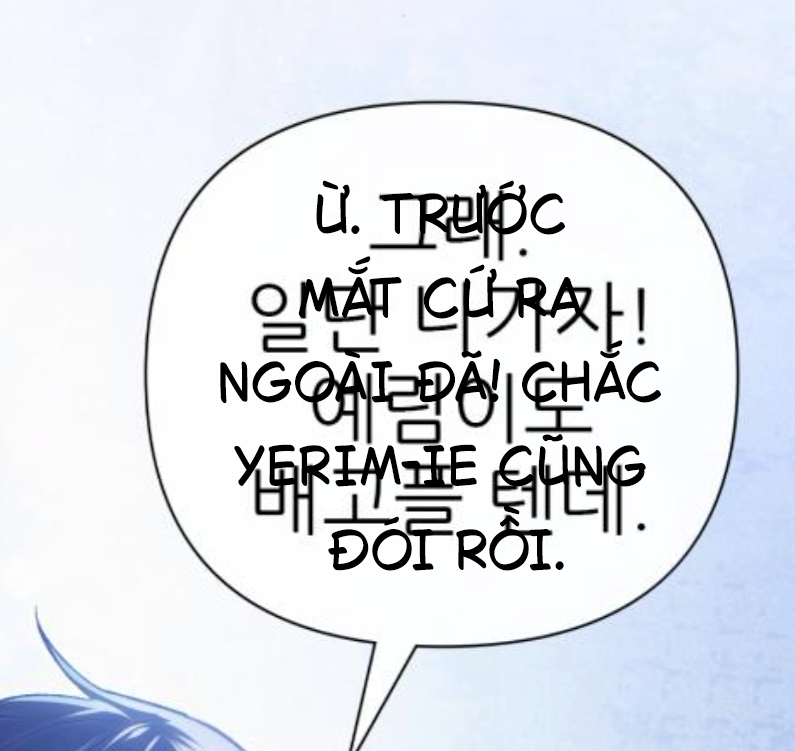 Ừ. TRƯỚC
MẮT CỨ RA
NGOÀI ĐÃ! CHẮC
YERIM-IE CŨNG
ĐÓI RỒI.
그래.
일단 나가자!
예림이도
배고플 텐데.